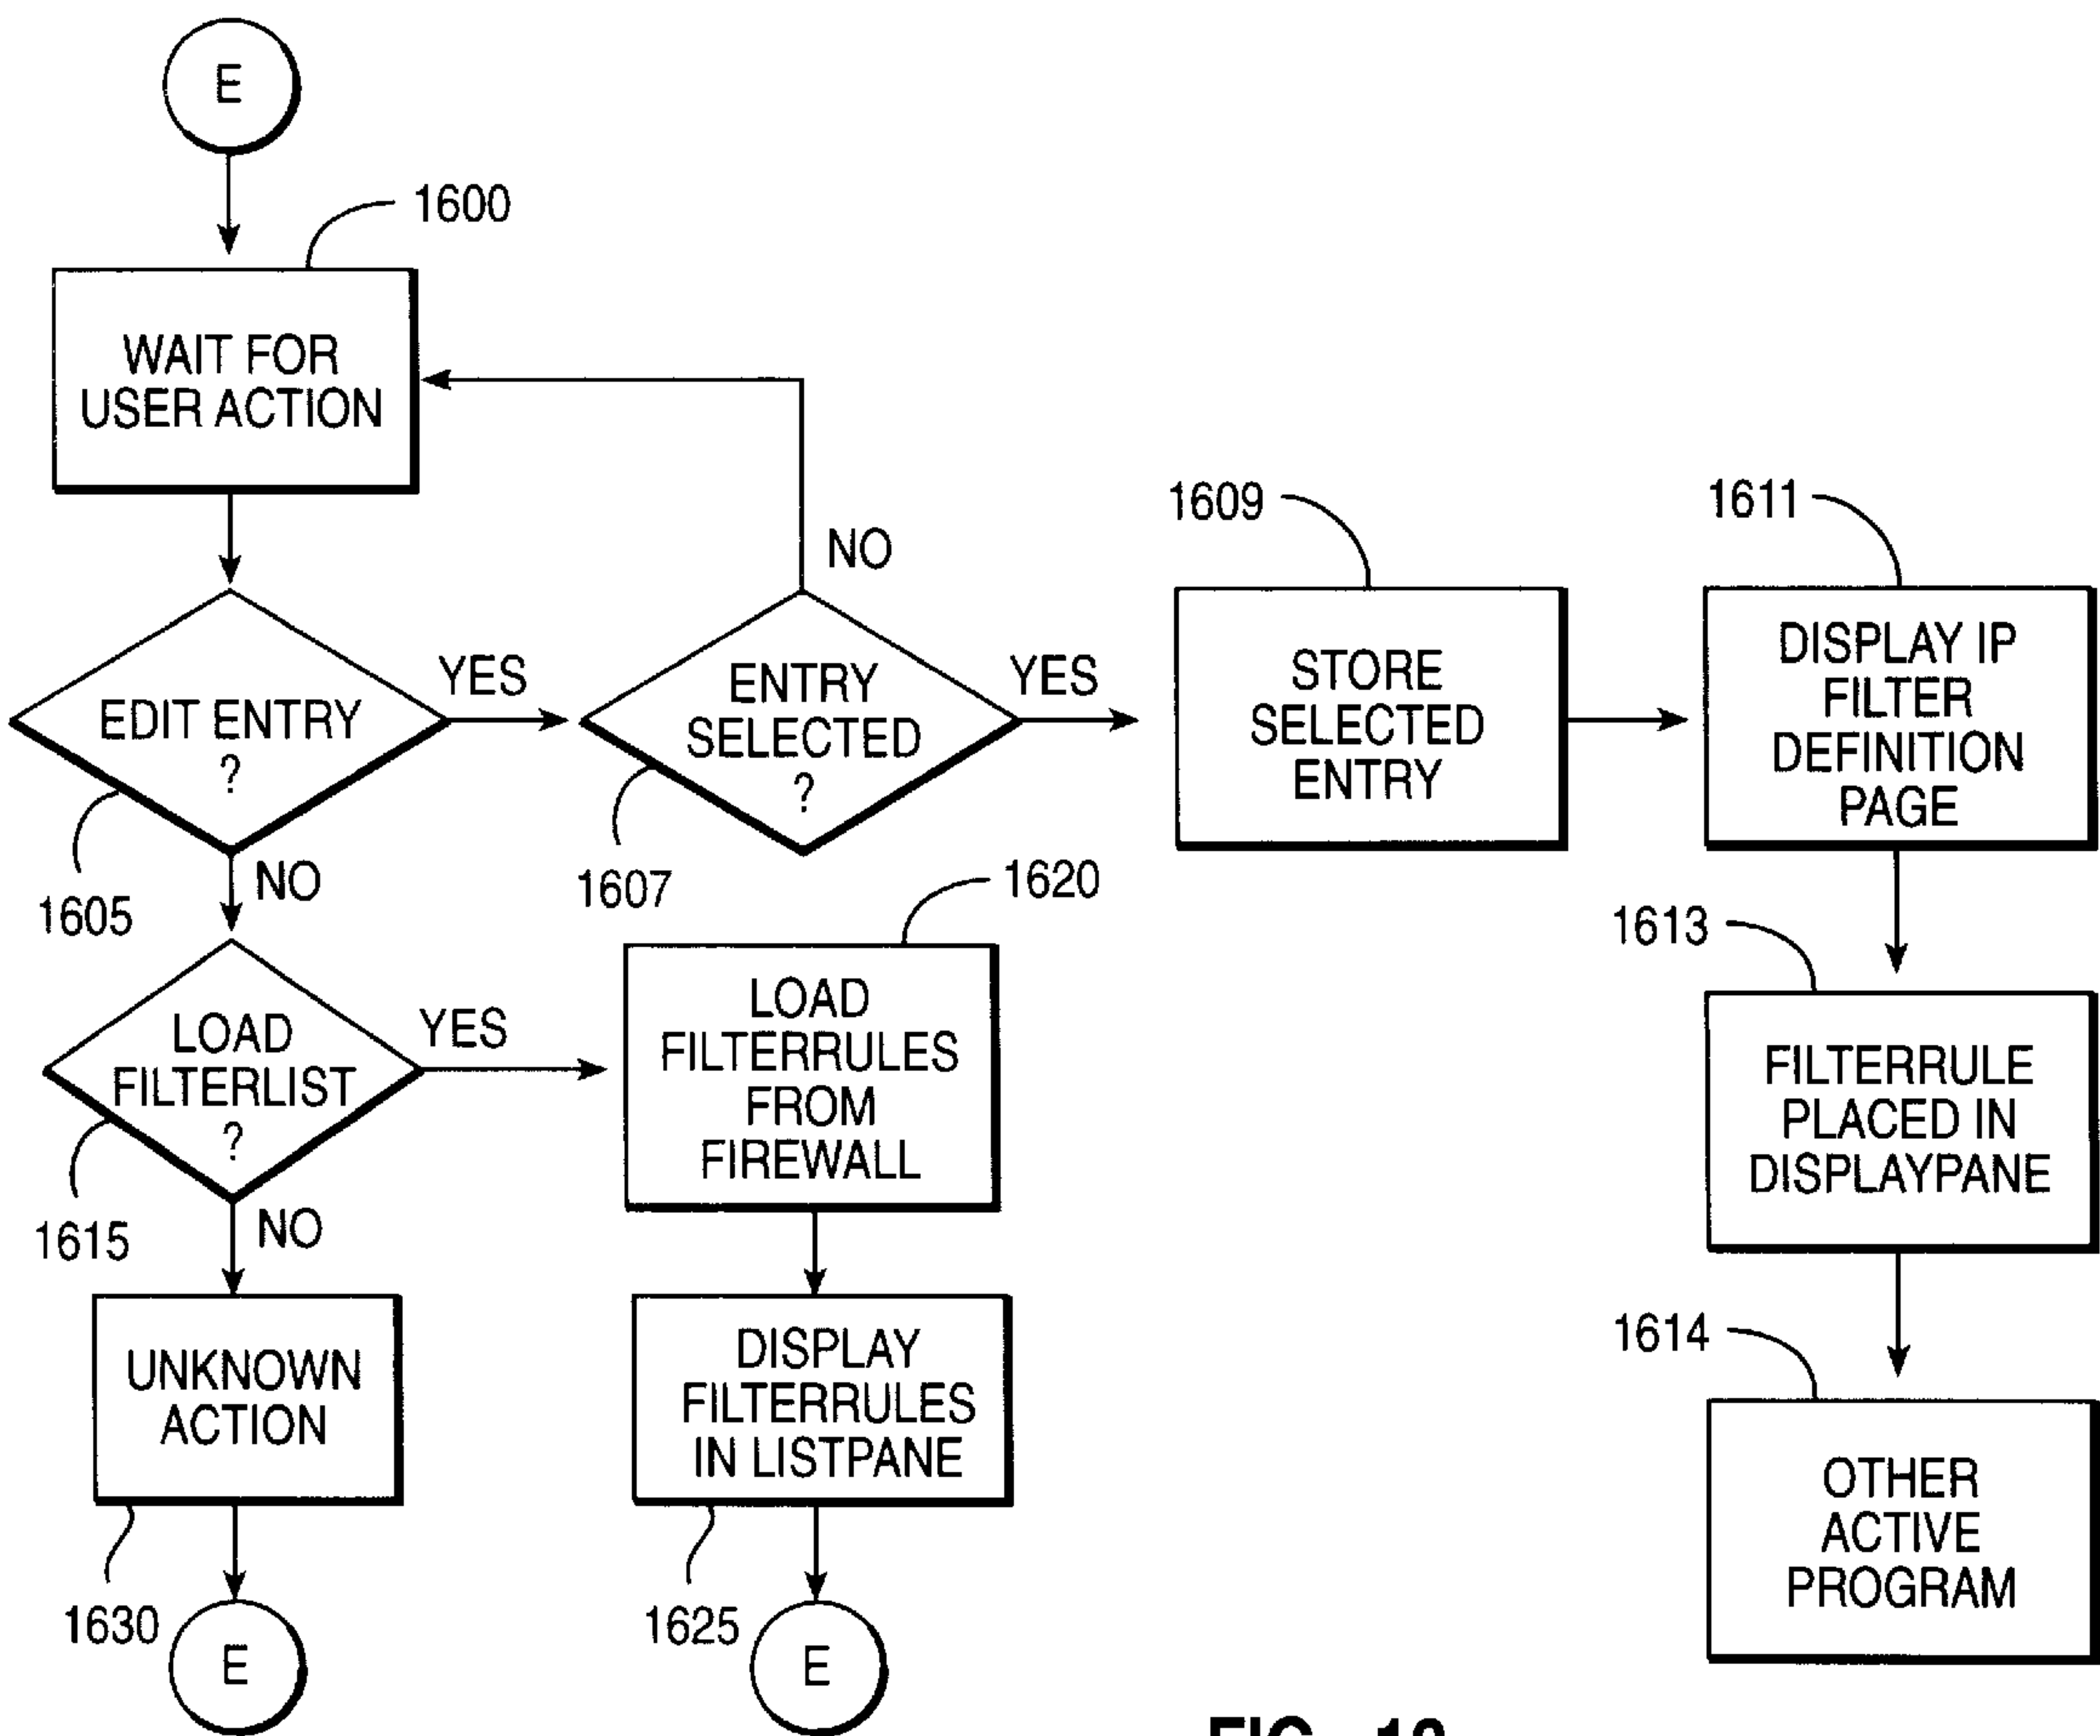 E
1600
WAIT FOR
USER ACTION
NO
1609
1611
EDIT ENTRY
?
YES
ENTRY
SELECTED
?
YES
STORE
SELECTED
ENTRY
DISPLAY IP
FILTER
DEFINITION
PAGE
1605
NO
1607
1620
1613
LOAD
FILTERLIST
?
YES
LOAD
FILTERRULES
FROM
FIREWALL
FILTERRULE
PLACED IN
DISPLAYPANE
1615
NO
1614
UNKNOWN
ACTION
DISPLAY
FILTERRULES
IN LISTPANE
OTHER
ACTIVE
PROGRAM
1630
E
1625
E